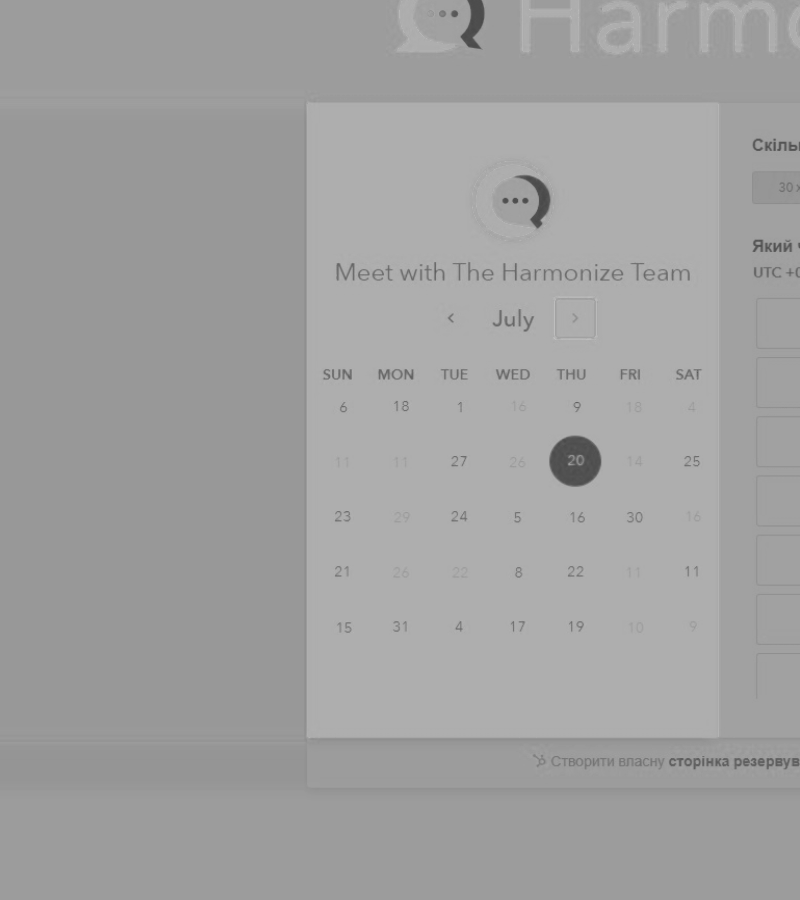 Harmo
Скільк
30 х
Meet with The Harmonize Team
Який ч
UTC +0
July
SUN MON TUE WED THU FRI SAT
6 18 1 16 9 18 4
11 11 27 26 20 14 25
23 29 24 5 16 30 16
21 26 22 8 22 11 11
15 31 4 17 19 10 9
Створити власну сторінка резервув